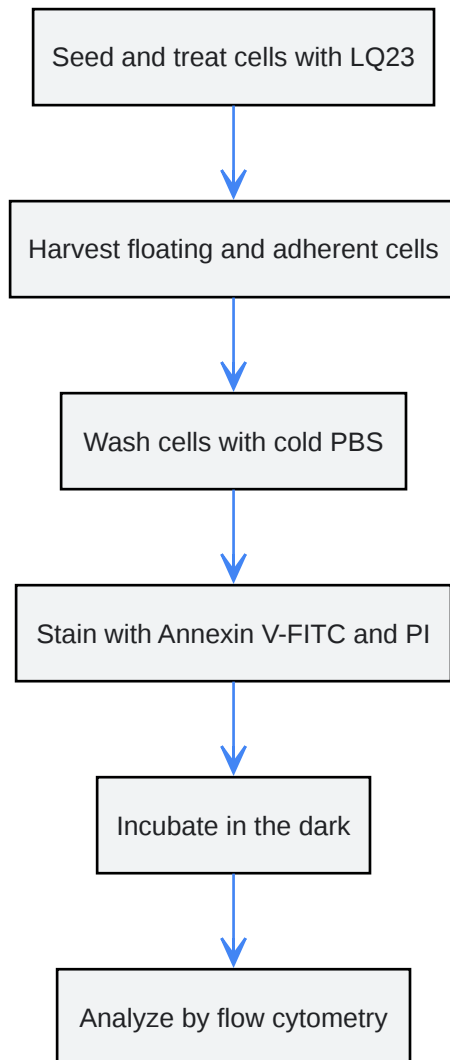 Seed and treat cells with LQ23
Harvest floating and adherent cells
Wash cells with cold PBS
Stain with Annexin V-FITC and PI
Incubate in the dark
Analyze by flow cytometry